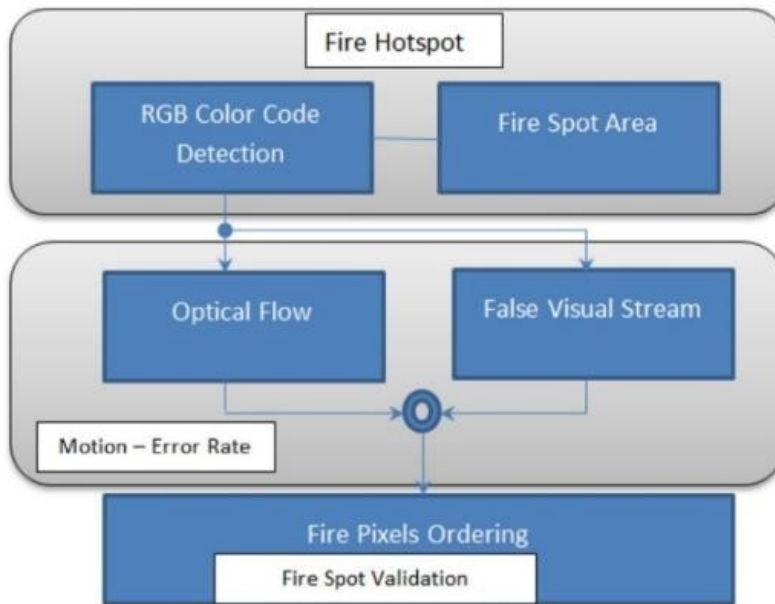 Fire Hotspot
RGB Color Code
Detection
Fire Spot Area
Optical Flow
False Visual Stream
Motion – Error Rate
Fire Pixels Ordering
Fire Spot Validation